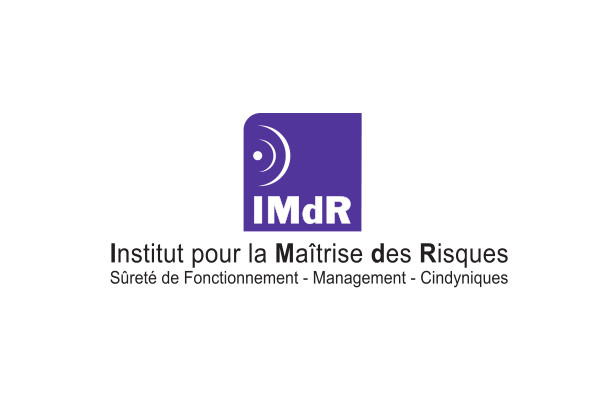 IMdR
Institut pour la Maîtrise des Risques
Sûreté de Fonctionnement - Management - Cindyniques